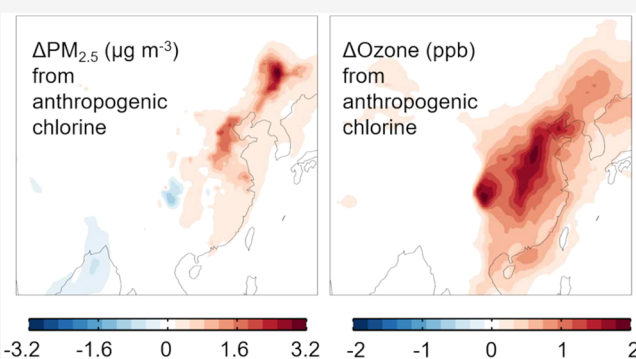 ΔPM2.5 (μg m-3)
from
anthropogenic
chlorine
ΔOzone (ppb)
from
anthropogenic
chlorine
-3.2 -1.6 0 1.6 3.2
-2 -1 0 1 2